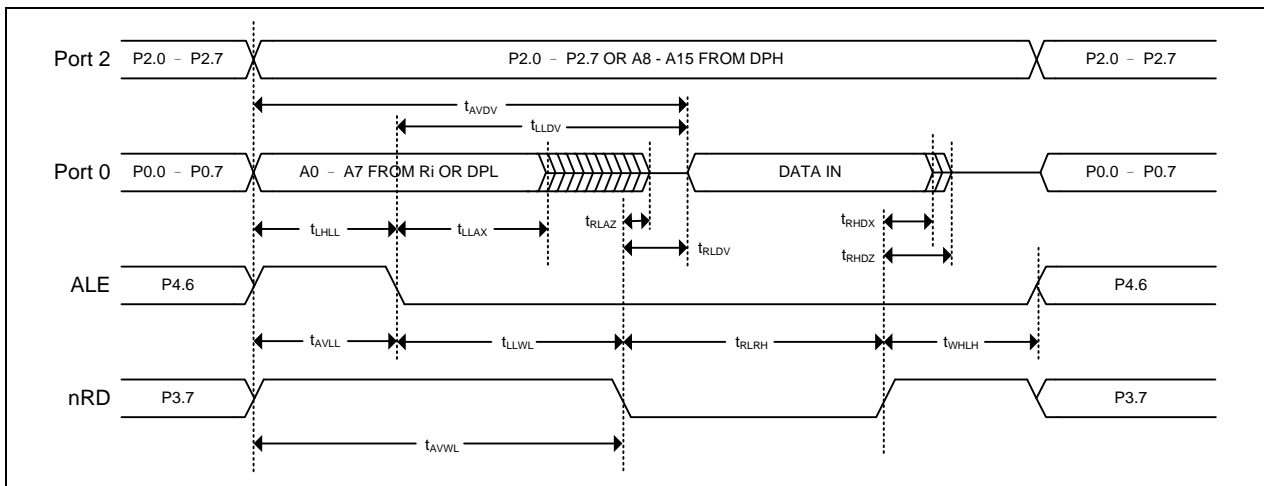 Port 2 P2.0 – P2.7 P2.0 – P2.7 OR A8 - A15 FROM DPH P2.0 – P2.7
tAVDV
tLLDV
Port 0 P0.0 – P0.7 A0 – A7 FROM Ri OR DPL DATA IN P0.0 – P0.7
tLHLL tLLAX tRLAZ tRHDX
tRLDV tRHDZ
ALE P4.6 P4.6
tAVLL tLLWL tRLRH tWHLH
nRD P3.7 P3.7
tAVWL